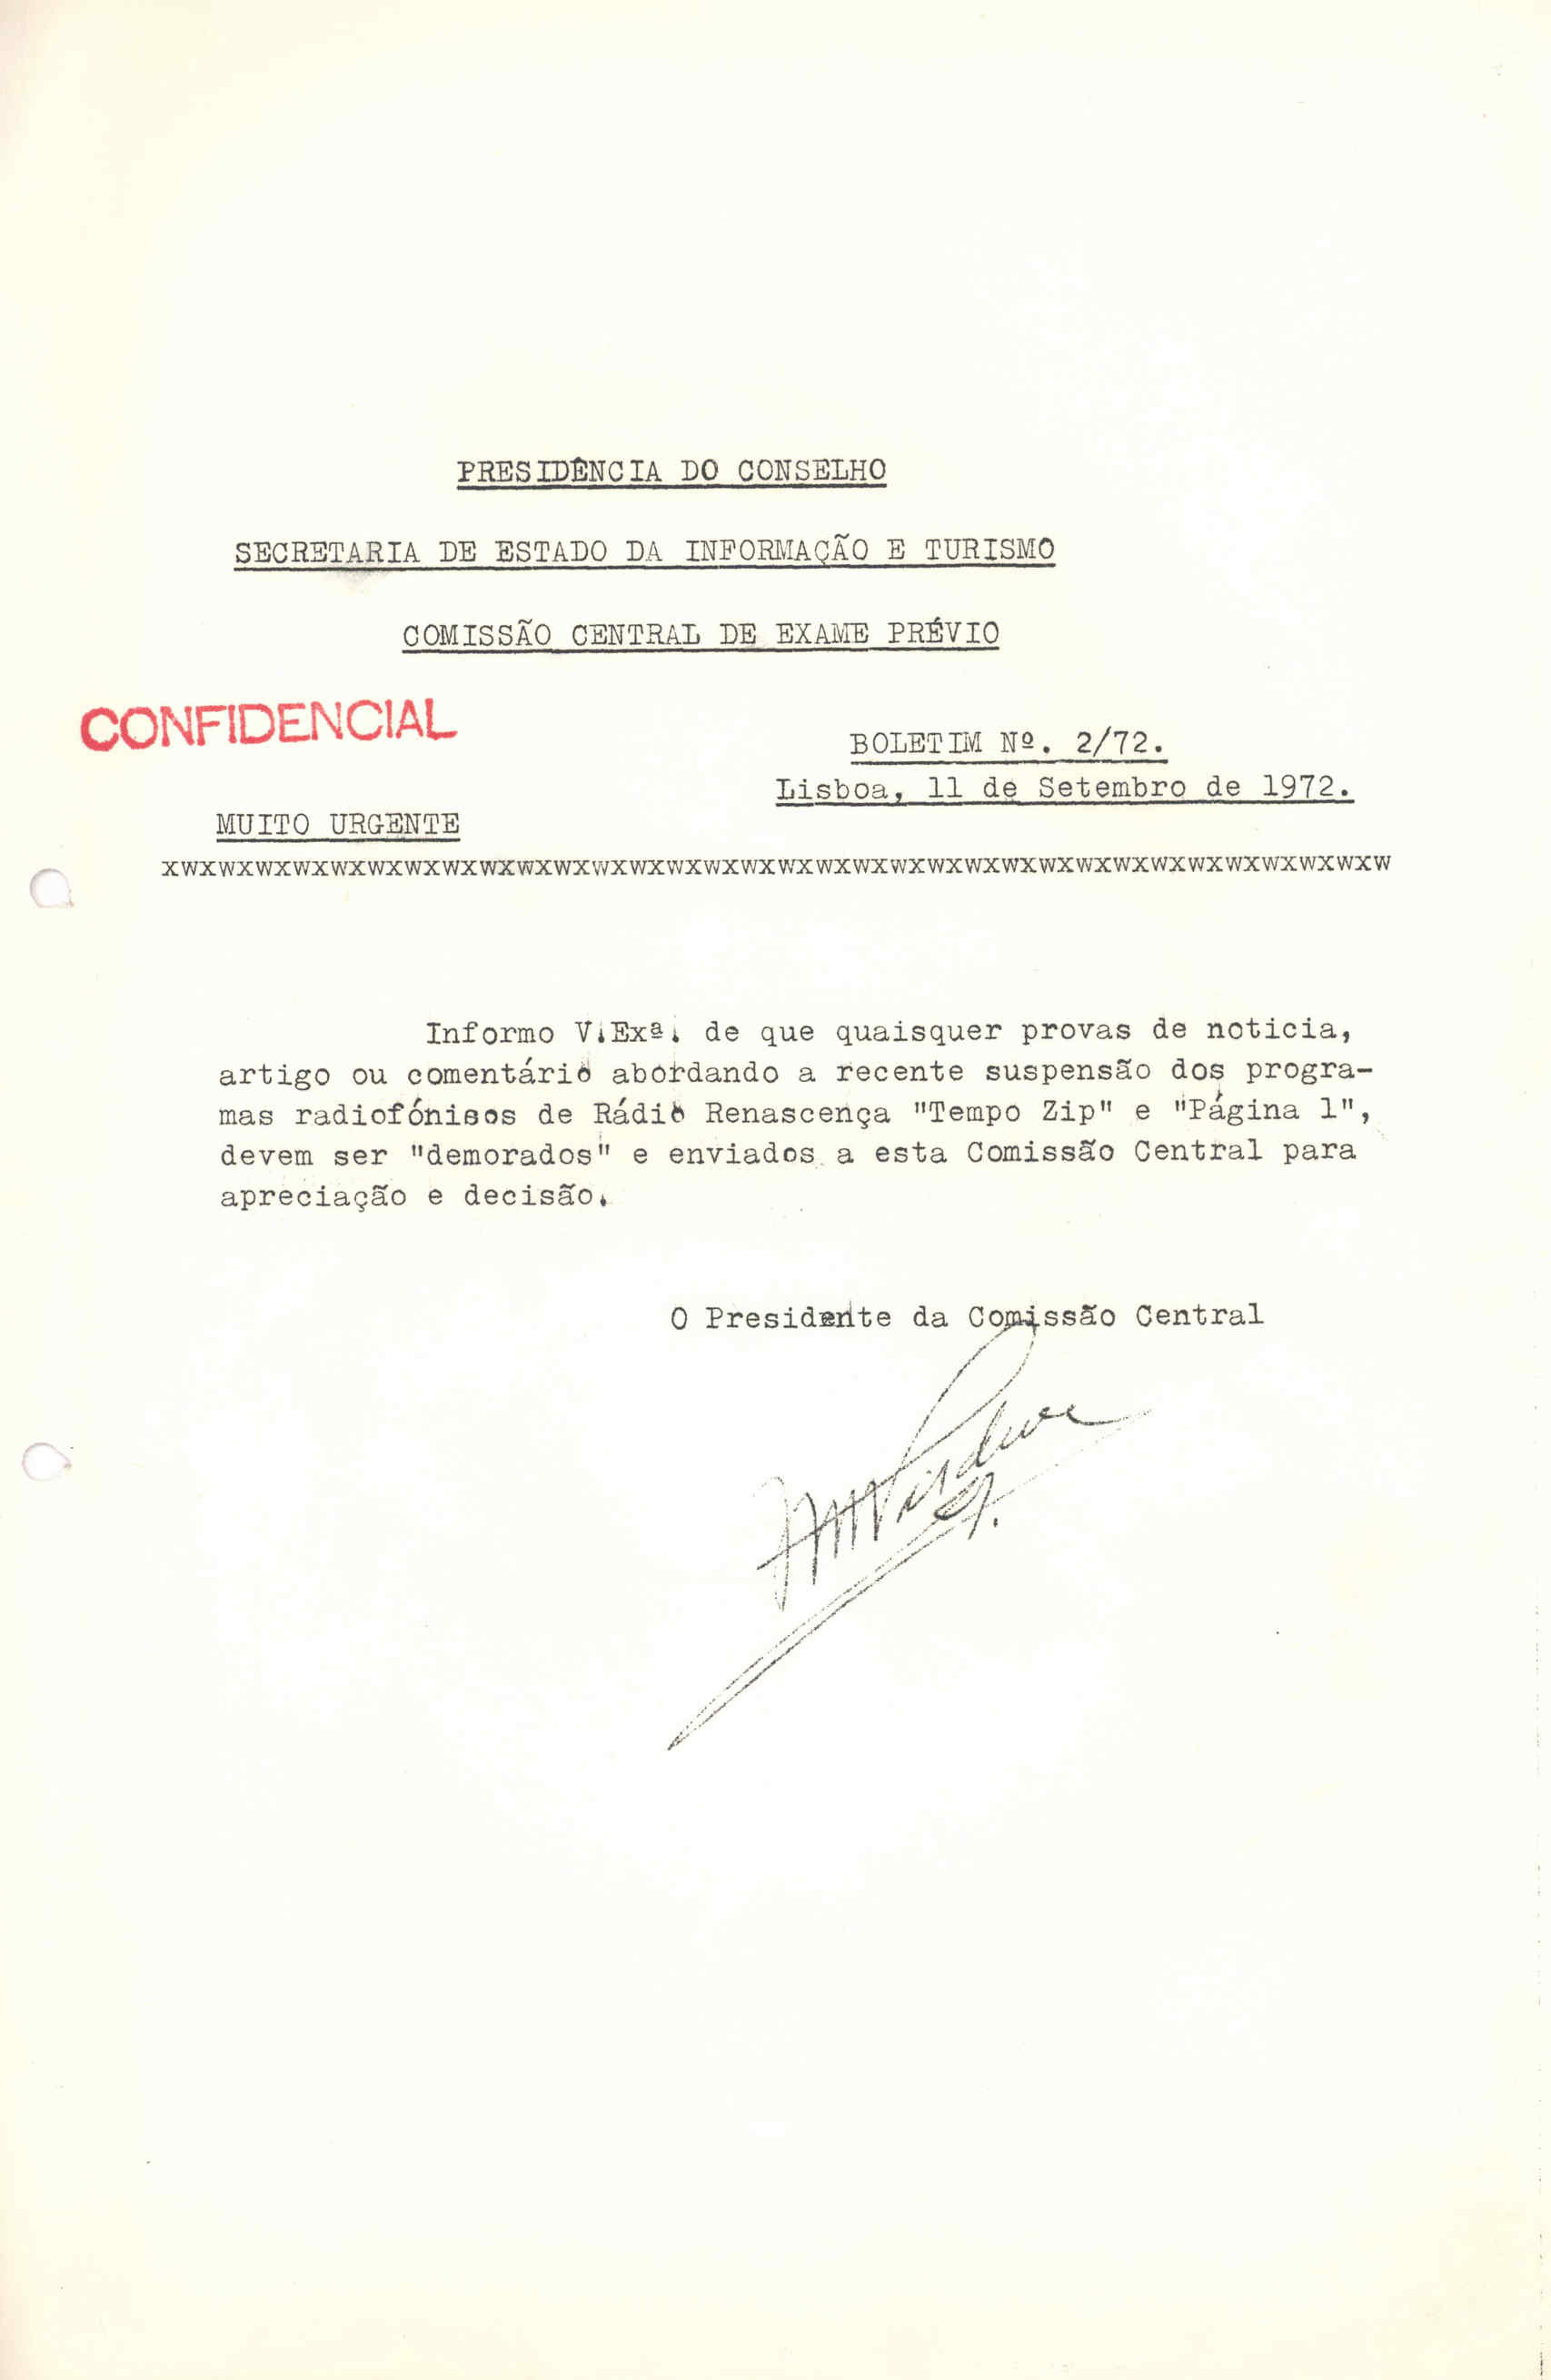 PRESIDÊNCIA DO CONSELHO
SECRETARIA DE ESTADO DA INFORMAÇÃO E TURISMO
COMISSÃO CENTRAL DE EXAME PRÉVIO
CONFIDENCIAL
BOLETIM Nº. 2/72.
Lisboa, 11 de Setembro de 1972.
MUITO URGENTE
xwxwxwxwxwxwxwxwxwxwxwxwxwxwxwxwxwxwxwxwxwxwxwxwxwxwxwxwxwxwxwxwxw
Informo V.Exª. de que quaisquer provas de noticia,
artigo ou comentário abordando a recente suspensão dos progra-
mas radiofónisos de Rádio Renascença "Tempo Zip" e "Página 1",
devem ser "demorados" e enviados a esta Comissão Central para
apreciação e decisão.
O Presidente da Comissão Central